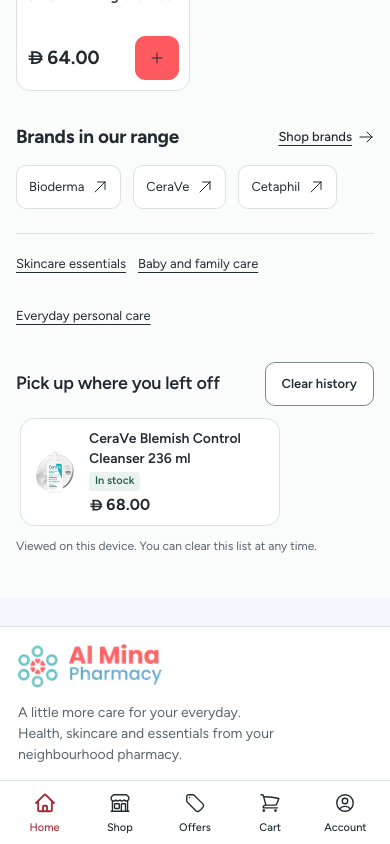 64.00
Brands in our range
Shop brands
Bioderma
CeraVe
Cetaphil
Skincare essentials
Baby and family care
Everyday personal care
Pick up where you left off
Clear history
CeraVe Blemish Control
Cleanser 236 ml
In stock
68.00
Viewed on this device. You can clear this list at any time.
Al Mina
Pharmacy
A little more care for your everyday.
Health, skincare and essentials from your
neighbourhood pharmacy.
Home
Shop
Offers
Cart
Account